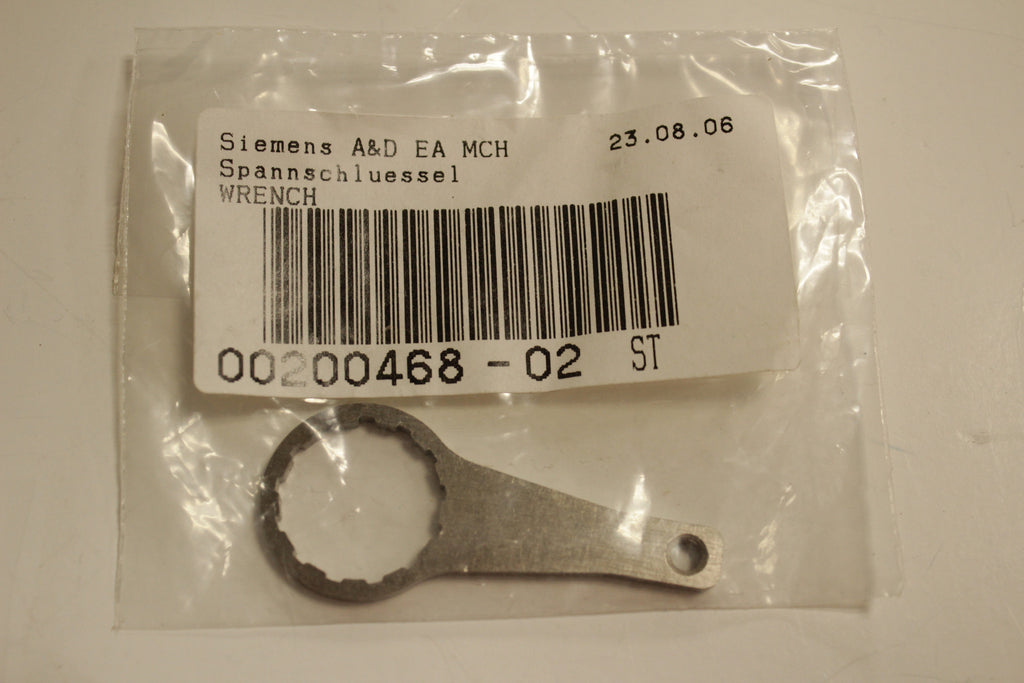 Siemens A&D EA MCH 23.08.06
Spannschluessel
WRENCH
00200468-02 ST